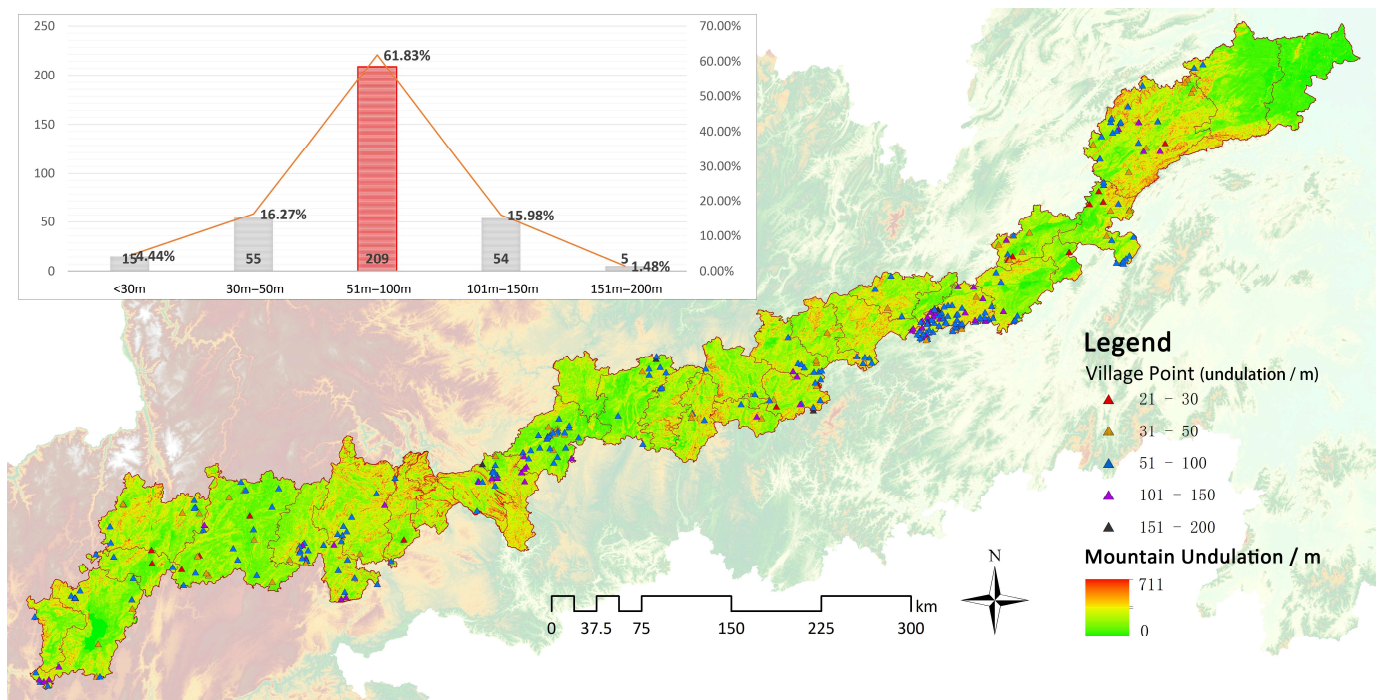 250
200
150
100
50
0
70.00%
60.00%
50.00%
40.00%
30.00%
20.00%
10.00%
0.00%
61.83%
16.27%
15.98%
4.44%
1.48%
15
55
209
54
5
<30m
30m−50m
51m−100m
101m−150m
151m−200m
Legend
Village Point (undulation / m)
21 - 30
31 - 50
51 - 100
101 - 150
151 - 200
Mountain Undulation / m
711
0
N
km
0 37.5 75 150 225 300